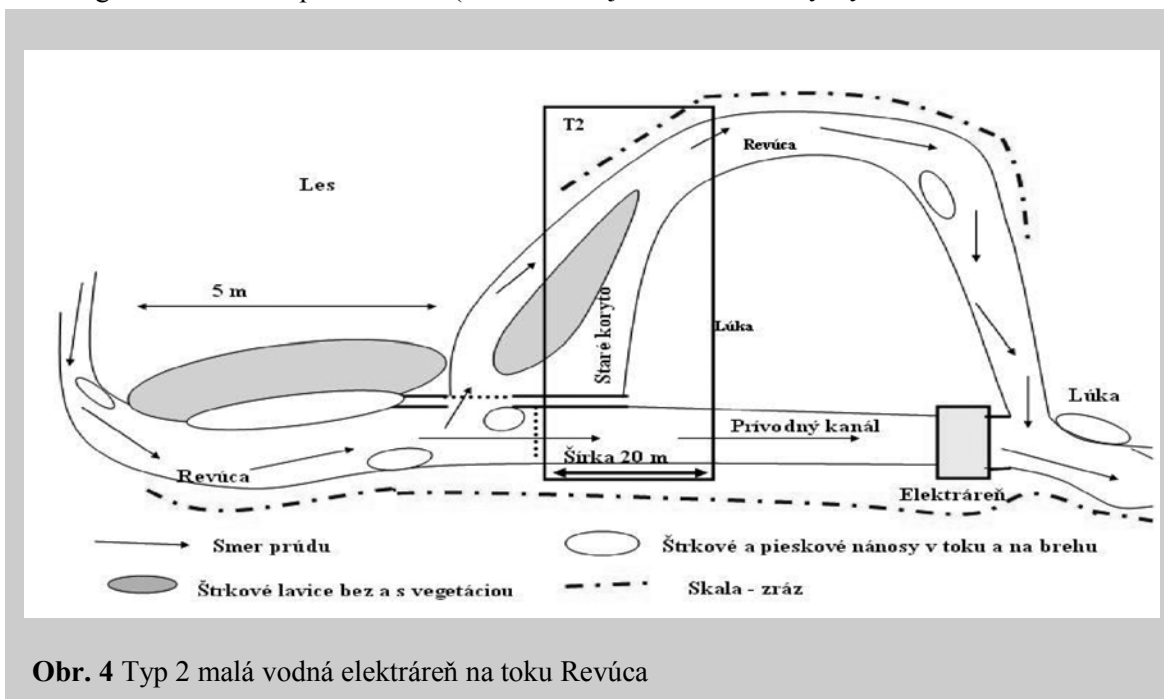 T2
Revúca
Les
5 m
Staré koryto
Lúka
Lúka
Prívodný kanál
Šírka 20 m
Revúca
Elektráreň
Smer prúdu
Štrkové a pieskové nánosy v toku a na brehu
Štrkové lavice bez a s vegetáciou
Skala - zráz
Obr. 4 Typ 2 malá vodná elektráreň na toku Revúca